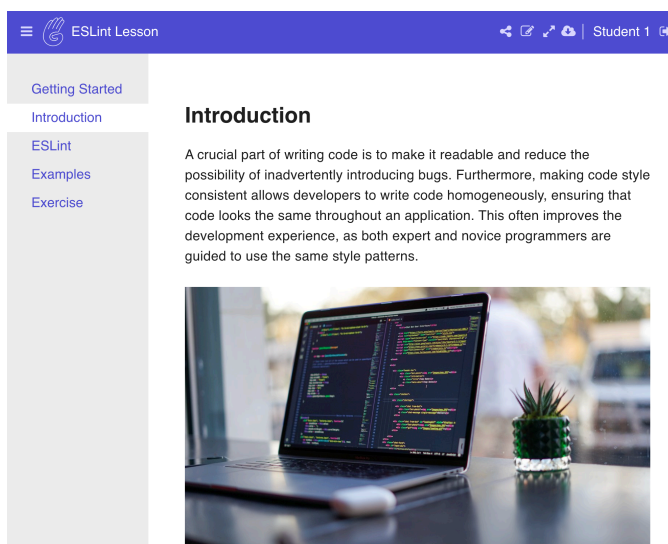 ESLint Lesson
Student 1
Getting Started
Introduction
ESLint
Examples
Exercise
Introduction
A crucial part of writing code is to make it readable and reduce the
possibility of inadvertently introducing bugs. Furthermore, making code style
consistent allows developers to write code homogeneously, ensuring that
code looks the same throughout an application. This often improves the
development experience, as both expert and novice programmers are
guided to use the same style patterns.